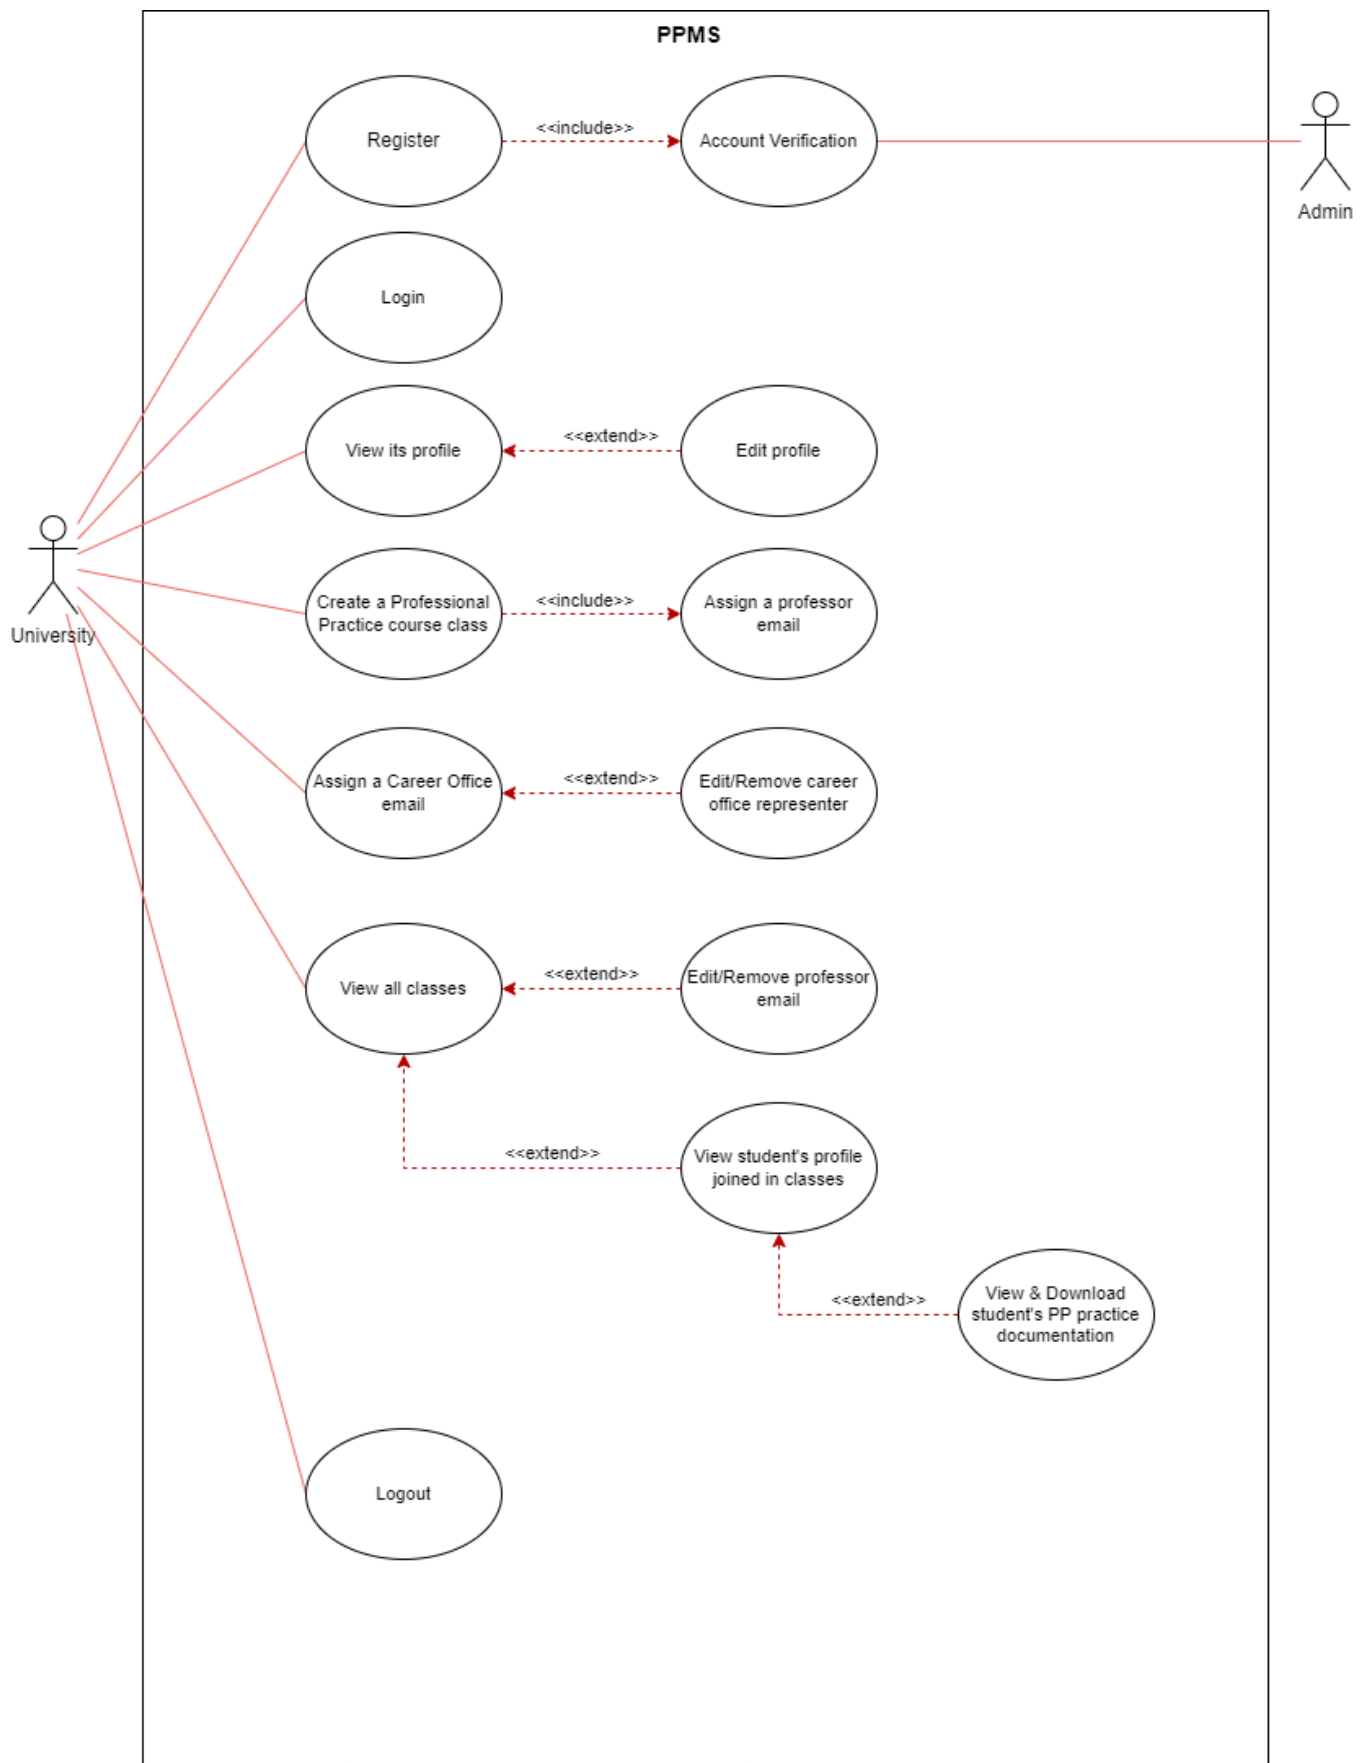 PPMS
Register
<<include>>
Account Verification
Admin
Login
View its profile
<<extend>>
Edit profile
University
Create a Professional
Practice course class
<<include>>
Assign a professor
email
Assign a Career Office
email
<<extend>>
Edit/Remove career
office representer
View all classes
<<extend>>
Edit/Remove professor
email
<<extend>>
View student's profile
joined in classes
<<extend>>
View & Download
student's PP practice
documentation
Logout